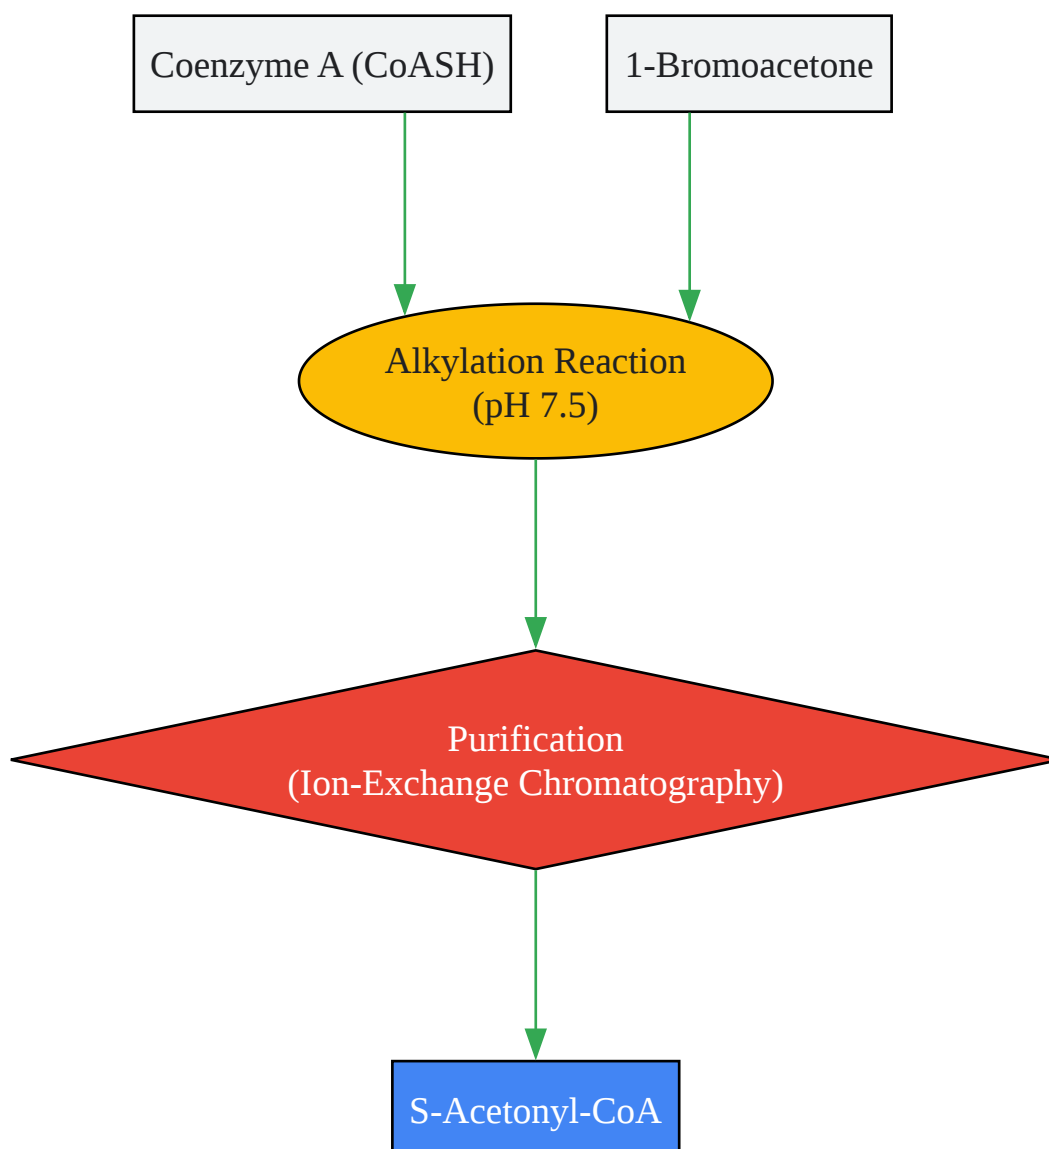 Coenzyme A (CoASH)
1-Bromoacetone
Alkylation Reaction
(pH 7.5)
Purification
(Ion-Exchange Chromatography)
S-Acetonyl-CoA